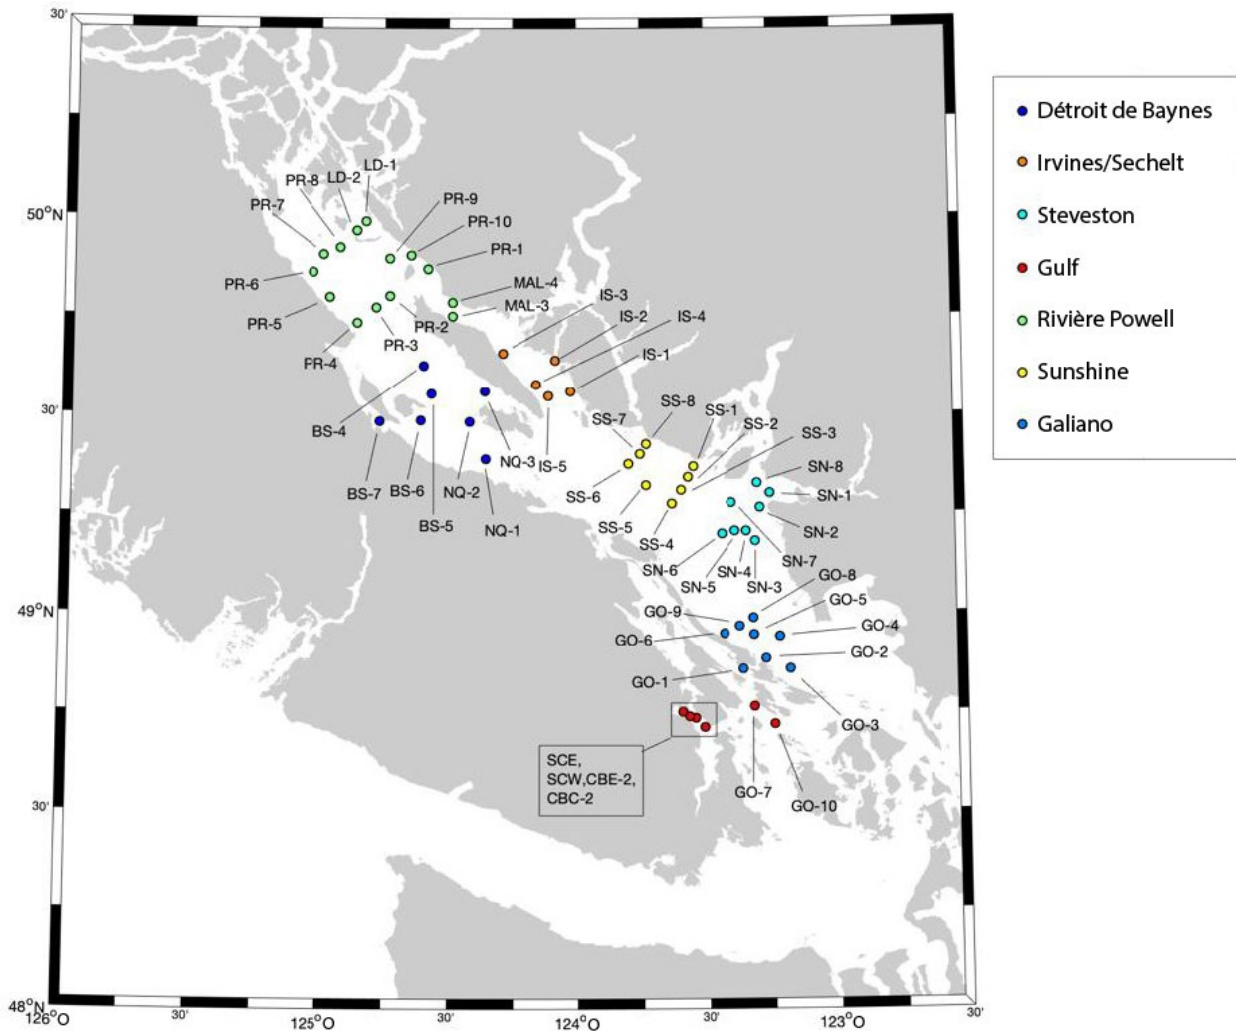 30'
50°N
30'
49°N
30'
48°N
126°O
30'
125°O
30'
124°O
30'
123°O
30'
LD-1
LD-2
PR-8
PR-7
PR-9
PR-10
PR-1
PR-6
MAL-4
MAL-3
PR-5
PR-2
PR-3
PR-4
IS-3
IS-2
IS-4
IS-1
IS-5
BS-4
BS-7
BS-6
BS-5
NQ-3
NQ-2
NQ-1
SS-8
SS-7
SS-1
SS-2
SS-3
SS-6
SS-5
SS-4
SN-8
SN-1
SN-2
SN-7
SN-6
SN-5
SN-4
SN-3
GO-8
GO-5
GO-9
GO-4
GO-6
GO-2
GO-1
GO-3
GO-7
GO-10
SCE,
SCW,CBE-2,
CBC-2
Détroit de Baynes
Irvines/Sechelt
Steveston
Gulf
Rivière Powell
Sunshine
Galiano